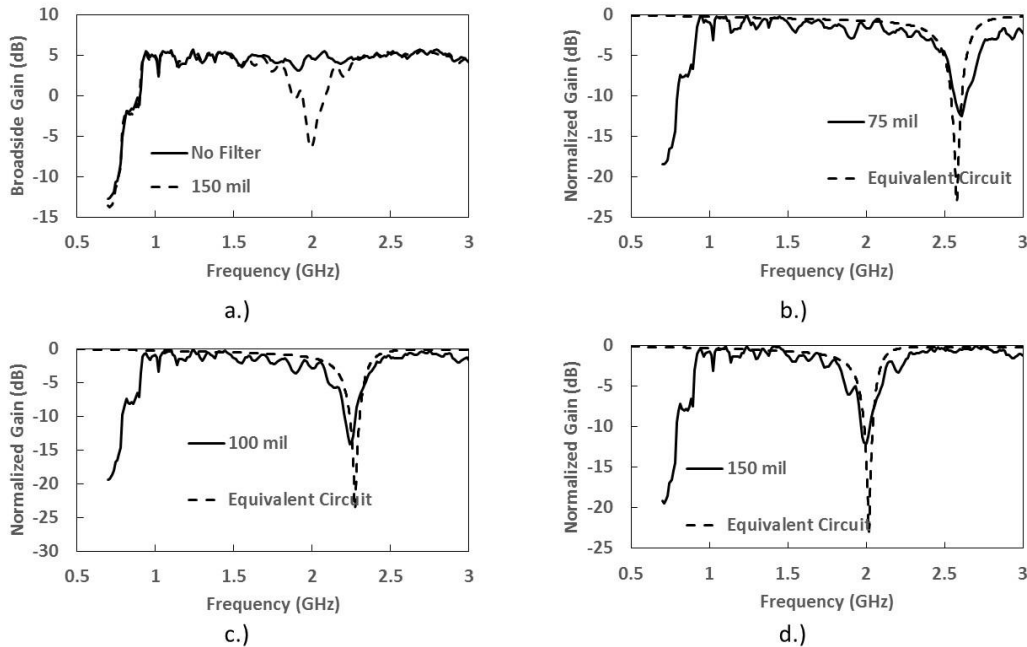 10
5
0
-5
-10
-15
Broadside Gain (dB)
No Filter
150 mil
0.5 1 1.5 2 2.5 3
Frequency (GHz)
a.)
0
-5
-10
-15
-20
-25
Normalized Gain (dB)
75 mil
Equivalent Circuit
0.5 1 1.5 2 2.5 3
Frequency (GHz)
b.)
0
-5
-10
-15
-20
-25
-30
Normalized Gain (dB)
100 mil
Equivalent Circuit
0.5 1 1.5 2 2.5 3
Frequency (GHz)
c.)
0
-5
-10
-15
-20
-25
Normalized Gain (dB)
150 mil
Equivalent Circuit
0.5 1 1.5 2 2.5 3
Frequency (GHz)
d.)